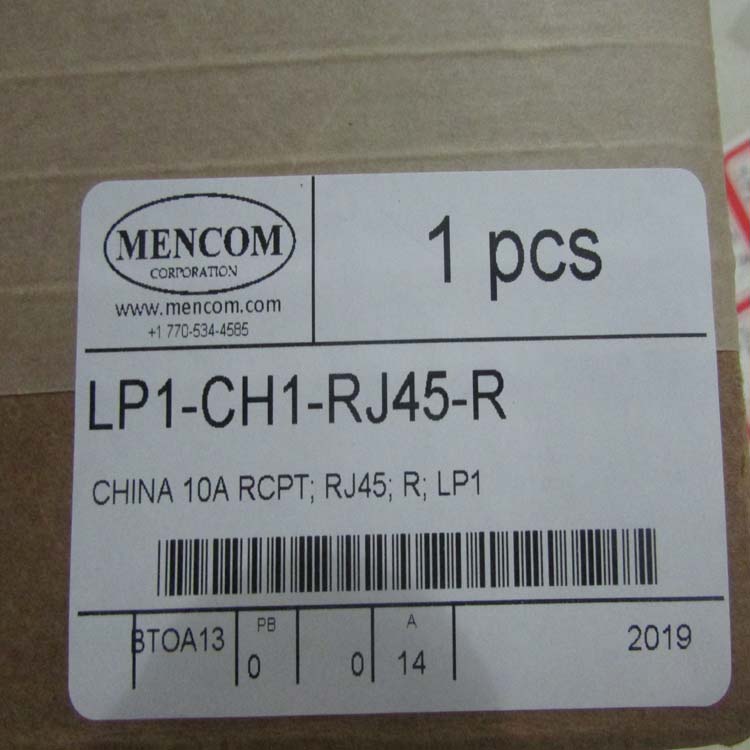 MENCOM
CORPORATION
www.mencom.com
+1 770-534-4585
1 pcs
LP1-CH1-RJ45-R
CHINA 10A RCPT; RJ45; R; LP1
BTOA13
PB
0
0
A
14
2019